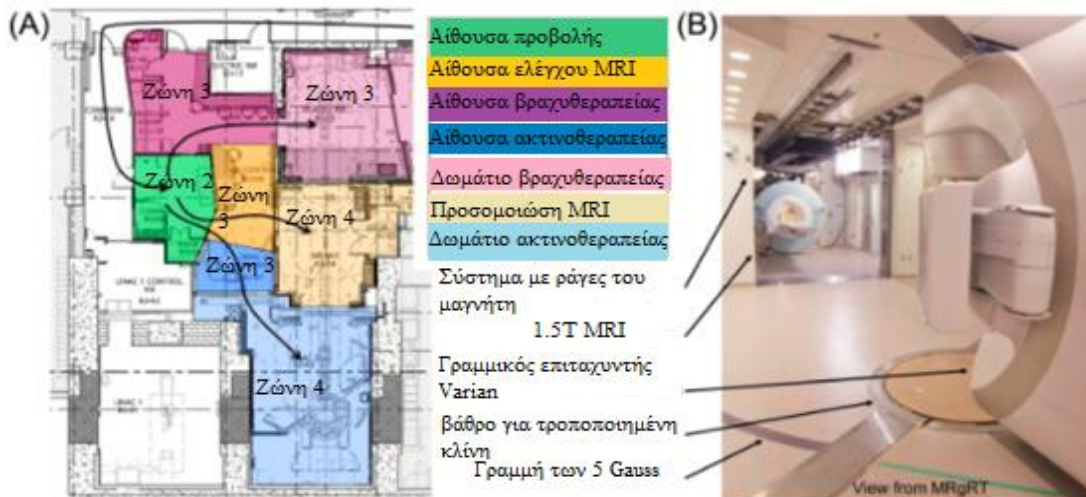 (A)
Ζώνη 3
Ζώνη 3
Ζώνη 2
Ζώνη
3
Ζώνη 4
Ζώνη 3
Ζώνη 4
Αίθουσα προβολής
Αίθουσα ελέγχου MRI
Αίθουσα βραχυθεραπείας
Αίθουσα ακτινοθεραπείας
Δωμάτιο βραχυθεραπείας
Προσομοιώση MRI
Δωμάτιο ακτινοθεραπείας
Σύστημα με ράγες του
μαγνήτη
1.5T MRI
Γραμμικός επιταχυντής
Varian
βάθρο για τροποποιημένη
κλίνη
Γραμμή των 5 Gauss
(B)
View from MRgRT